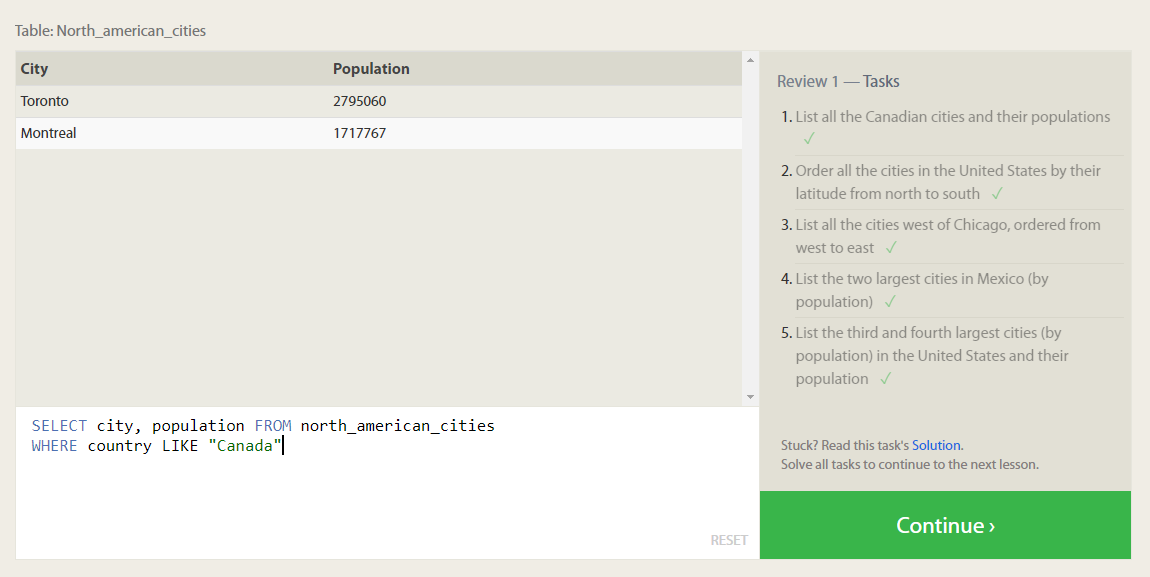 Table: North_american_cities
City Population
Toronto 2795060
Montreal 1717767
SELECT city, population FROM north_american_cities
WHERE country LIKE "Canada"
RESET
Review 1 — Tasks
1. List all the Canadian cities and their populations
✓
2. Order all the cities in the United States by their
latitude from north to south ✓
3. List all the cities west of Chicago, ordered from
west to east ✓
4. List the two largest cities in Mexico (by
population) ✓
5. List the third and fourth largest cities (by
population) in the United States and their
population ✓
Stuck? Read this task's Solution.
Solve all tasks to continue to the next lesson.
Continue ›